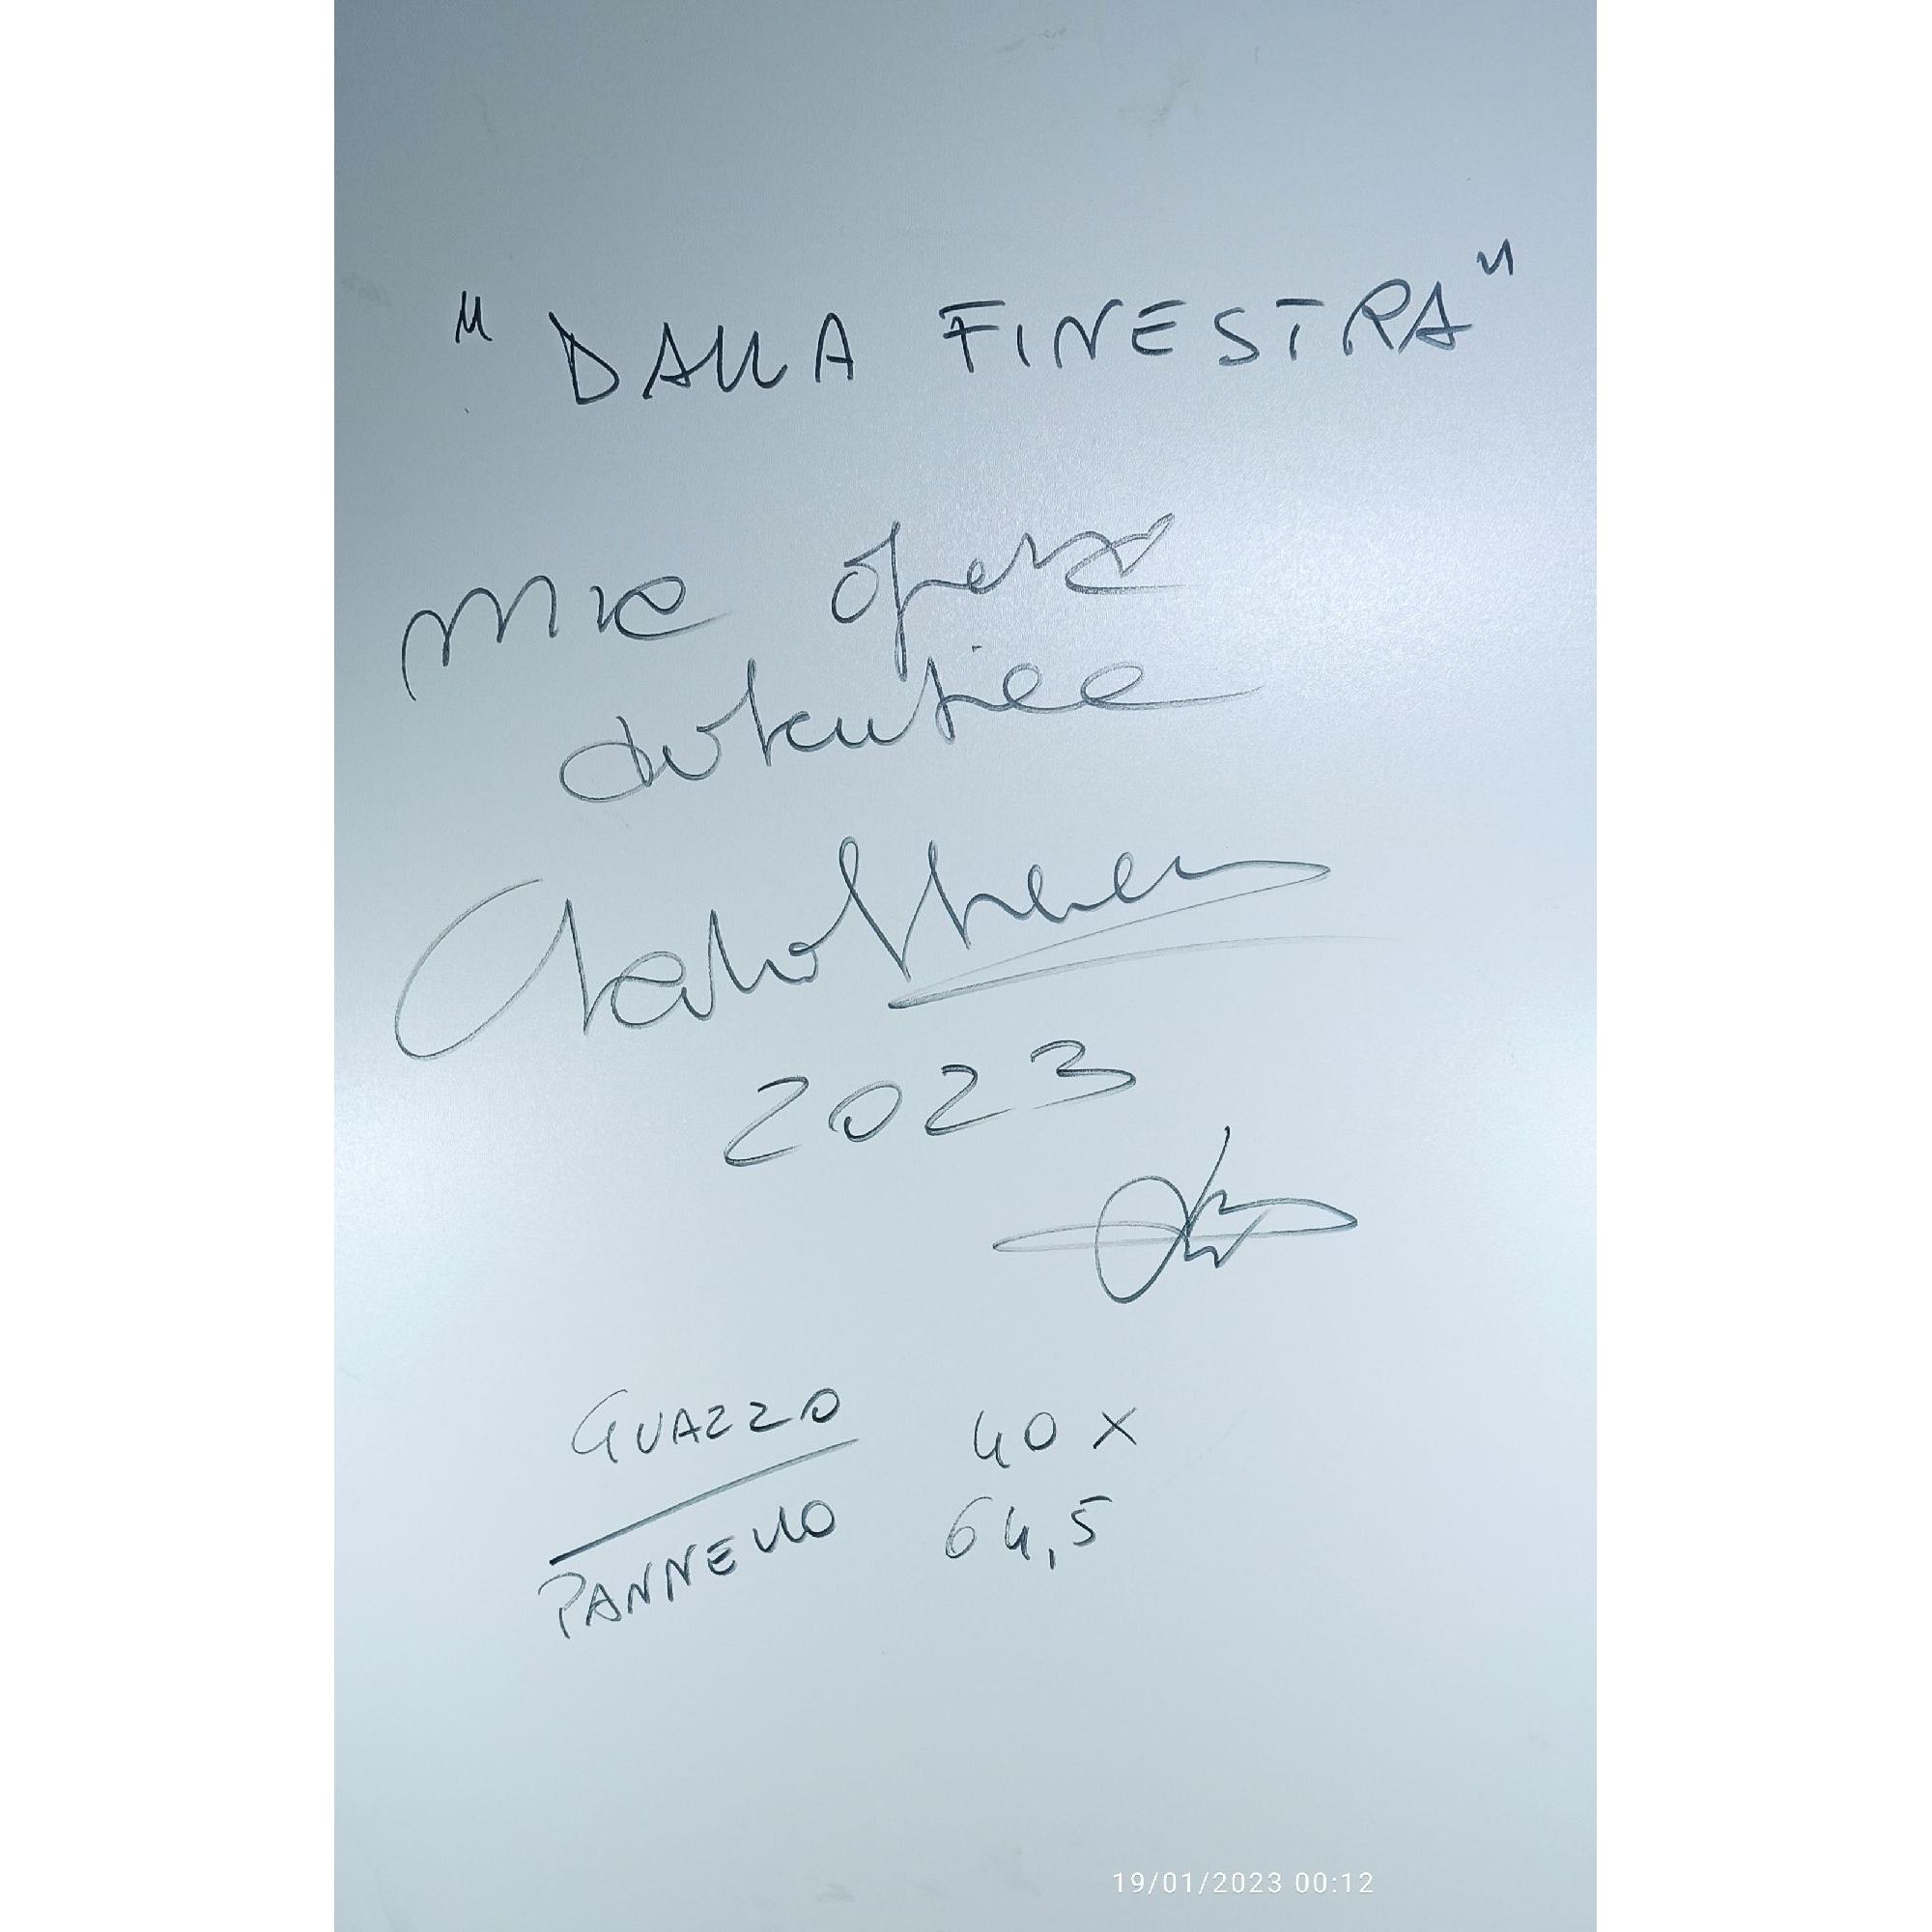 "DALLA FINESTRA"
Mia opera
autentica
2023
GUAZZO 40 x
PANNELLO 64,5
19/01/2023 00:12